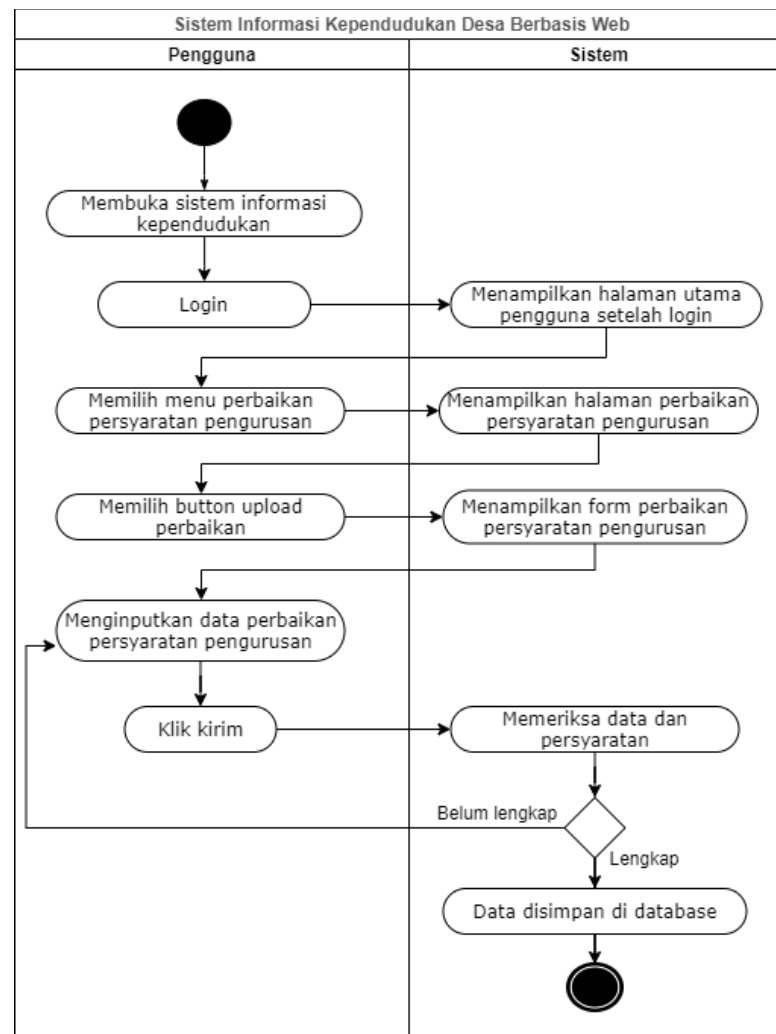 Sistem Informasi Kependudukan Desa Berbasis Web
Pengguna
Sistem
Membuka sistem informasi
kependudukan
Login
Menampilkan halaman utama
pengguna setelah login
Memilih menu perbaikan
persyaratan pengurusan
Menampilkan halaman perbaikan
persyaratan pengurusan
Memilih button upload
perbaikan
Menampilkan form perbaikan
persyaratan pengurusan
Menginputkan data perbaikan
persyaratan pengurusan
Klik kirim
Memeriksa data dan
persyaratan
Belum lengkap
Lengkap
Data disimpan di database